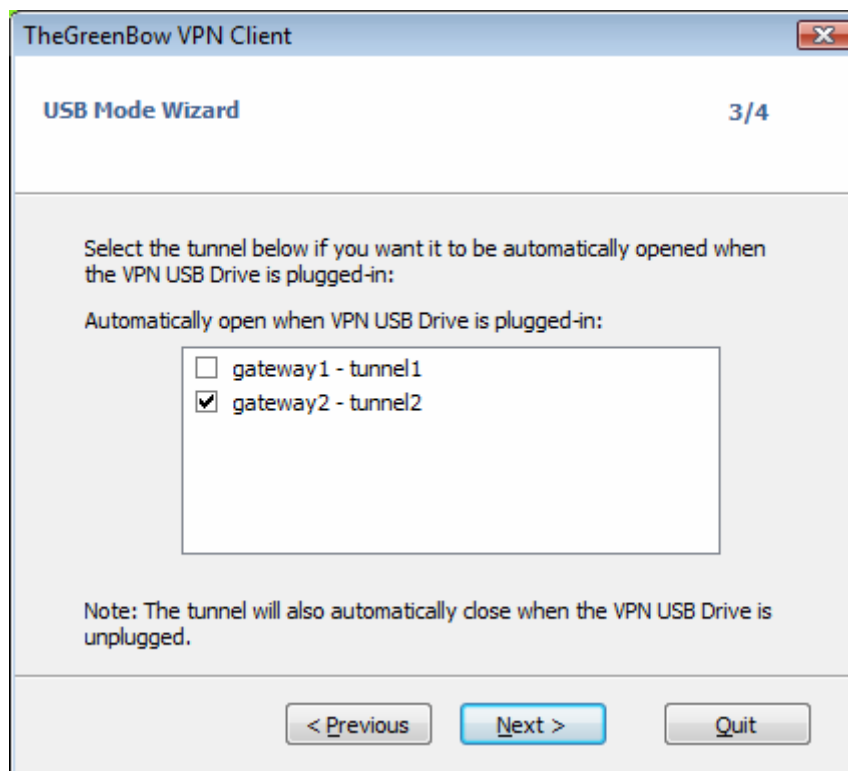 TheGreenBow VPN Client
USB Mode Wizard
3/4
Select the tunnel below if you want it to be automatically opened when
the VPN USB Drive is plugged-in:
Automatically open when VPN USB Drive is plugged-in:
gateway1 - tunnel1
gateway2 - tunnel2
Note: The tunnel will also automatically close when the VPN USB Drive is
unplugged.
< Previous
Next >
Quit